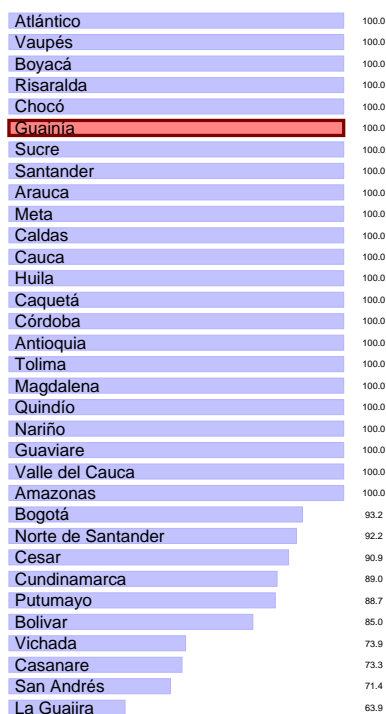 Atlántico 100.0
Vaupés 100.0
Boyacá 100.0
Risaralda 100.0
Chocó 100.0
Guainía 100.0
Sucre 100.0
Santander 100.0
Arauca 100.0
Meta 100.0
Caldas 100.0
Cauca 100.0
Huila 100.0
Caquetá 100.0
Córdoba 100.0
Antioquia 100.0
Tolima 100.0
Magdalena 100.0
Quindío 100.0
Nariño 100.0
Guaviare 100.0
Valle del Cauca 100.0
Amazonas 100.0
Bogotá 93.2
Norte de Santander 92.2
Cesar 90.9
Cundinamarca 89.0
Putumayo 88.7
Bolivar 85.0
Vichada 73.9
Casanare 73.3
San Andrés 71.4
La Guajira 63.9